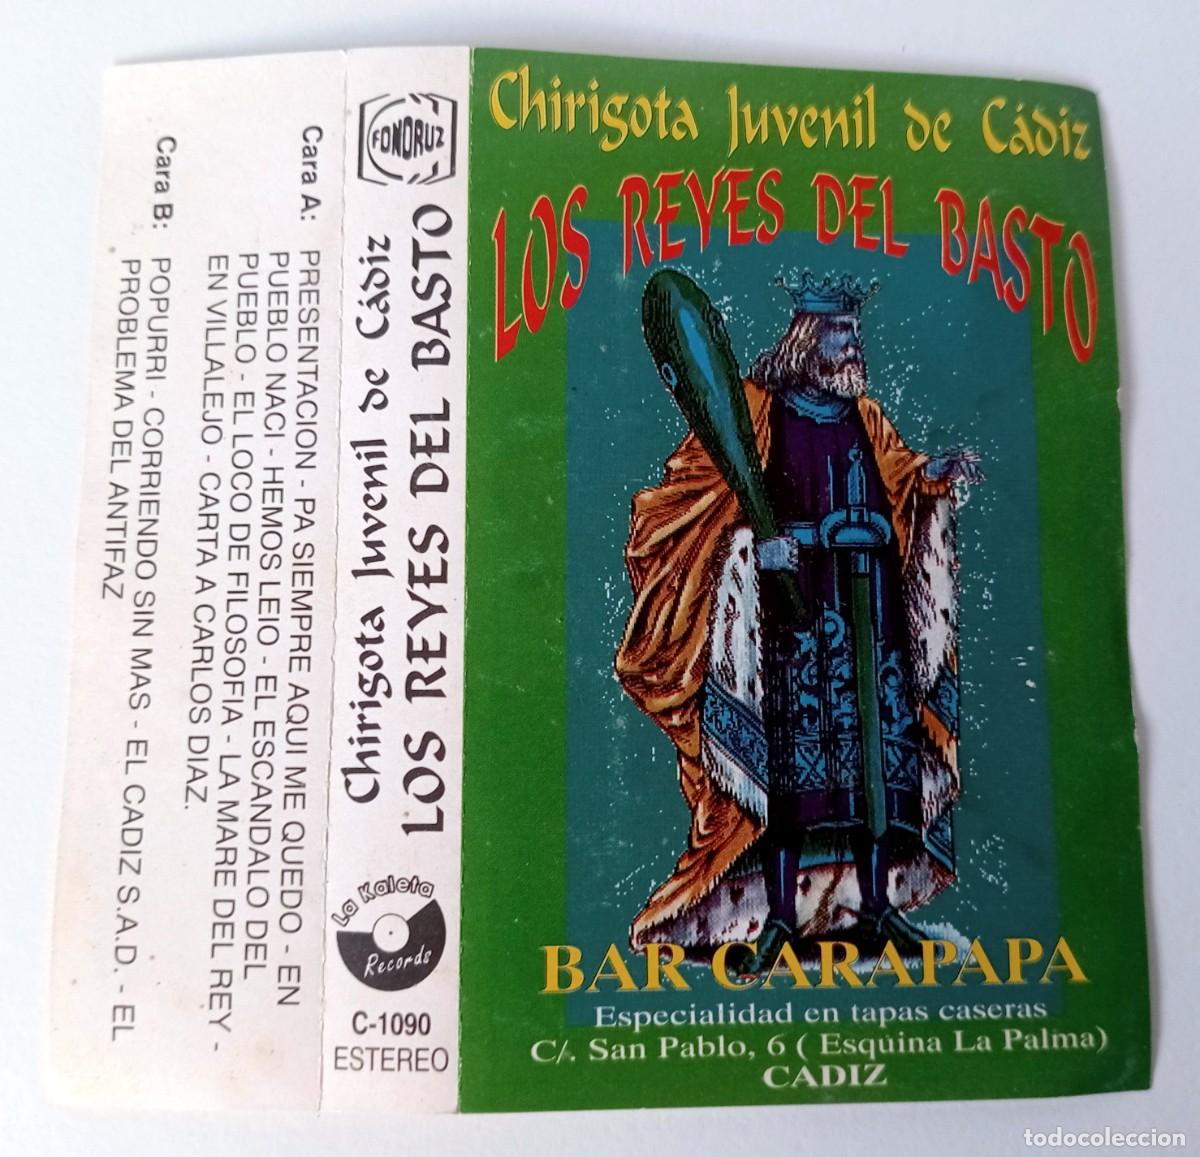 Chirigota Juvenil de Cádiz
LOS REYES DEL BASTO
BAR CARAPAPA
Especialidad en tapas caseras
C/. San Pablo, 6 ( Esquina La Palma)
CADIZ
FONORUZ
LOS REYES DEL BASTO
Chirigota Juvenil de Cádiz
La Kaleta
Records
C-1090
ESTEREO
Cara A: PRESENTACION - PA SIEMPRE AQUI ME QUEDO - EN
PUEBLO NACI - HEMOS LEIO - EL ESCANDALO DEL
PUEBLO - EL LOCO DE FILOSOFIA - LA MARE DEL REY -
EN VILLALEJO - CARTA A CARLOS DIAZ.
Cara B: POPURRI - CORRIENDO SIN MAS - EL CADIZ S.A.D. - EL
PROBLEMA DEL ANTIFAZ
todocoleccion